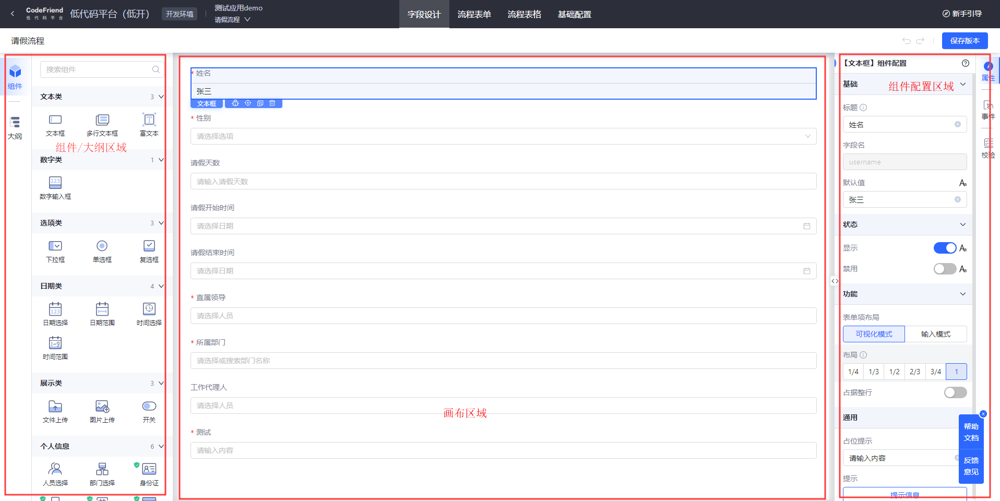 CodeFriend
低 代 码 平 台
低代码平台（低开）
开发环境
测试应用demo
请假流程
字段设计
流程表单
流程表格
基础配置
新手引导
请假流程
保存版本
组件
大纲
搜索组件
文本类 3
文本框 多行文本框 富文本
组件/大纲区域
数字类 1
123
数字输入框
选项类 3
下拉框 单选框 复选框
日期类 4
123
日期选择 日期范围 时间选择
1-9
时间范围
展示类 3
文件上传 图片上传 开关
个人信息 6
人员选择 部门选择 身份证
* 姓名
张三
文本框
* 性别
请选择选项
请假天数
请输入请假天数
请假开始时间
请选择日期
请假结束时间
请选择日期
* 直属领导
请选择人员
* 所属部门
请选择或搜索部门名称
工作代理人
请选择人员
画布区域
* 测试
请输入内容
【文本框】组件配置
基础
组件配置区域
标题
姓名
字段名
username
默认值
张三
状态
显示
禁用
功能
表单项布局
可视化模式 输入模式
布局
1/4 1/3 1/2 2/3 3/4 1
占据整行
通用
占位提示
请输入内容
提示
提示信息
属性
事件
校验
帮助
文档
反馈
意见